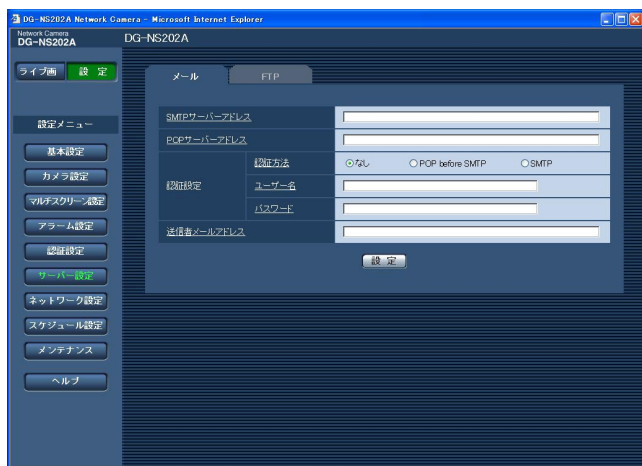 DG-NS202A Network Camera - Microsoft Internet Explorer
Network Camera
DG-NS202A
DG-NS202A
ライブ画 設 定
メール FTP
設定メニュー
基本設定
カメラ設定
マルチスクリーン設定
アラーム設定
認証設定
サーバー設定
ネットワーク設定
スケジュール設定
メンテナンス
ヘルプ
SMTPサーバーアドレス
POPサーバーアドレス
認証設定
認証方法 なし POP before SMTP SMTP
ユーザー名
パスワード
送信者メールアドレス
設 定